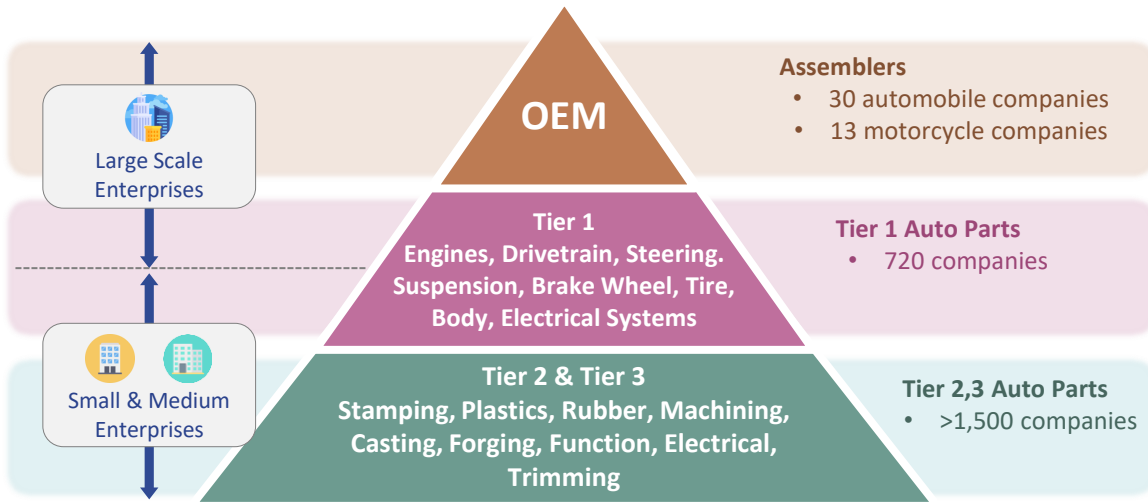 OEM
Assemblers
• 30 automobile companies
• 13 motorcycle companies
Large Scale
Enterprises
Tier 1
Engines, Drivetrain, Steering.
Suspension, Brake Wheel, Tire,
Body, Electrical Systems
Tier 1 Auto Parts
• 720 companies
Small & Medium
Enterprises
Tier 2 & Tier 3
Stamping, Plastics, Rubber, Machining,
Casting, Forging, Function, Electrical,
Trimming
Tier 2,3 Auto Parts
• >1,500 companies